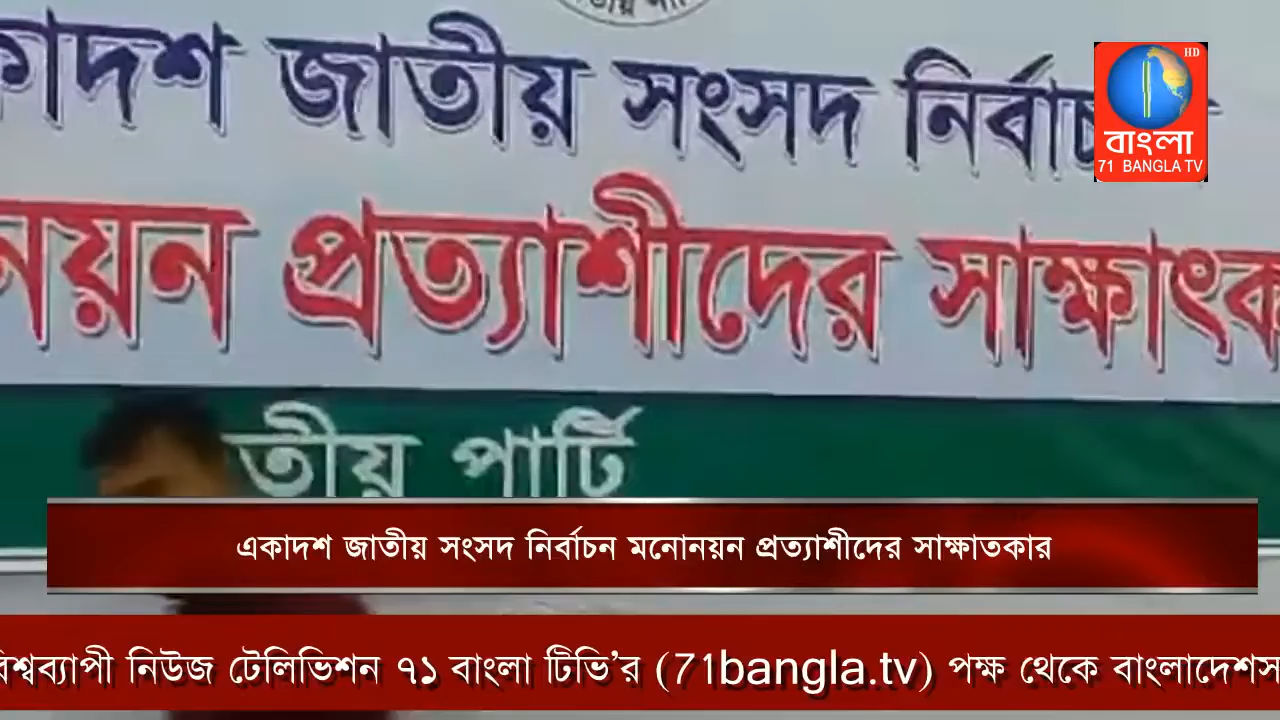 কাদশ জাতীয় সংসদ নির্বাচ
HD
বাংলা
71 BANGLA TV
নয়ন প্রত্যাশীদের সাক্ষাৎক
তীয় পার্টি
একাদশ জাতীয় সংসদ নির্বাচন মনোনয়ন প্রত্যাশীদের সাক্ষাতকার
বিশ্বব্যাপী নিউজ টেলিভিশন ৭১ বাংলা টিভি'র (71bangla.tv) পক্ষ থেকে বাংলাদেশস